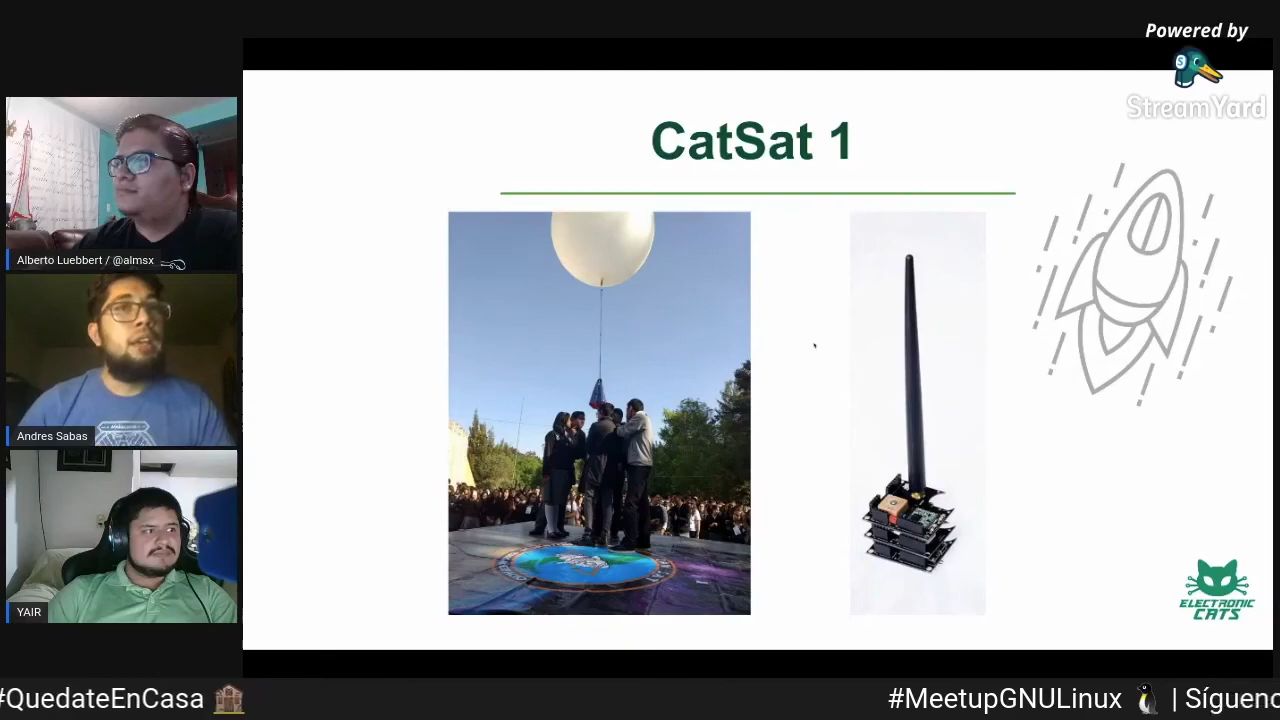 Powered by
StreamYard
CatSat 1
Alberto Luebbert / @almsx
Andres Sabas
YAIR
ELECTRONIC
CATS
#QuedateEnCasa
#MeetupGNULinux | Síguenc